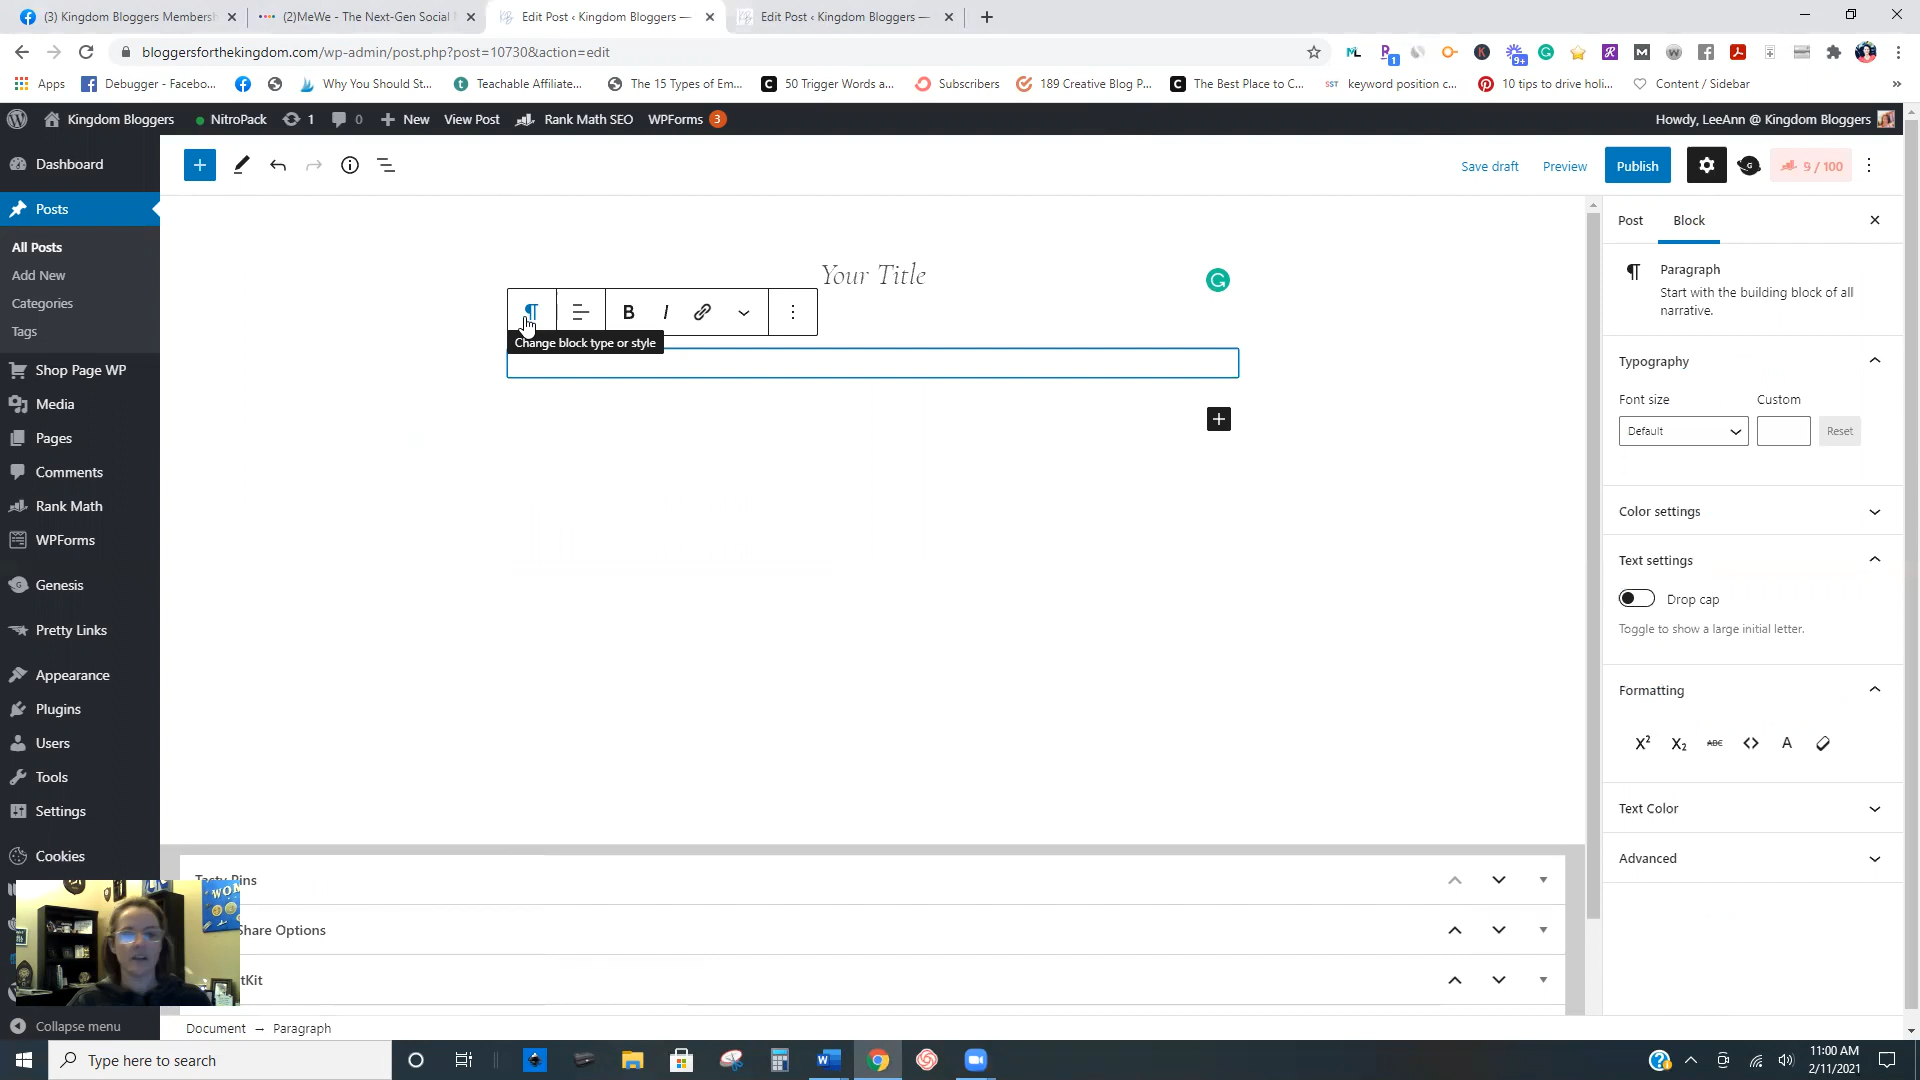 (3) Kingdom Bloggers Membersh
(2)MeWe - The Next-Gen Social
Edit Post ‹ Kingdom Bloggers —
Edit Post ‹ Kingdom Bloggers —
bloggersforthekingdom.com/wp-admin/post.php?post=10730&action=edit
Apps
Debugger - Facebo...
Why You Should St...
Teachable Affiliate...
The 15 Types of Em...
50 Trigger Words a...
Subscribers
189 Creative Blog P...
The Best Place to C...
keyword position c...
10 tips to drive holi...
Content / Sidebar
Kingdom Bloggers
NitroPack
1
0
New
View Post
Rank Math SEO
WPForms 3
Howdy, LeeAnn @ Kingdom Bloggers
Dashboard
Posts
All Posts
Add New
Categories
Tags
Shop Page WP
Media
Pages
Comments
Rank Math
WPForms
Genesis
Pretty Links
Appearance
Plugins
Users
Tools
Settings
Cookies
Collapse menu
Save draft
Preview
Publish
9 / 100
Your Title
B I
Change block type or style
Post
Block
Paragraph
Start with the building block of all
narrative.
Typography
Font size
Custom
Default
Reset
Color settings
Text settings
Drop cap
Toggle to show a large initial letter.
Formatting
X² X₂ ABC <> A
Text Color
Advanced
Tasty Pins
Share Options
tKit
WOM
Document → Paragraph
Type here to search
11:00 AM
2/11/2021